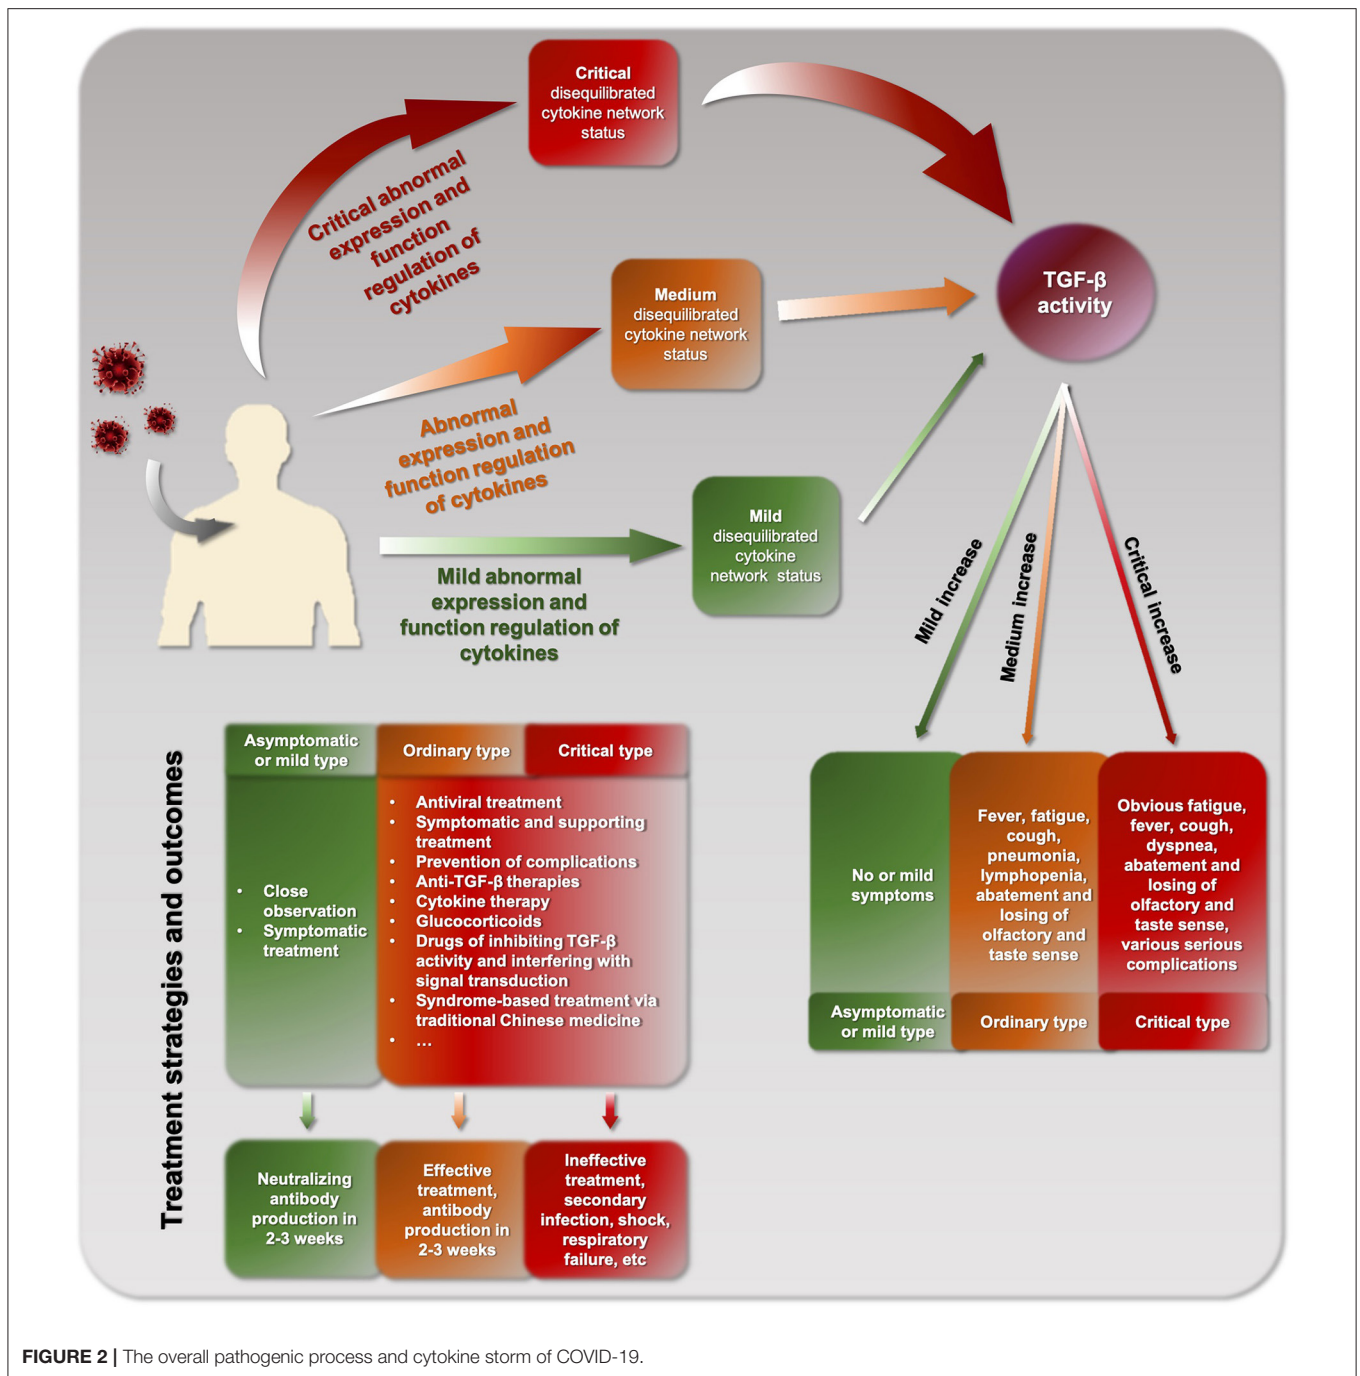 Critical
disequilibrated
cytokine network
status
Critical abnormal
expression and
function
regulation of
cytokines
Medium
disequilibrated
cytokine network
status
TGF-β
activity
Abnormal
expression and
function regulation
of cytokines
Mild
disequilibrated
cytokine
network status
Mild abnormal
expression and
function regulation of
cytokines
Mild increase
Medium increase
Critical increase
Treatment strategies and outcomes
Asymptomatic
or mild type
Ordinary type
Critical type
• Close
observation
• Symptomatic
treatment
• Antiviral treatment
• Symptomatic and supporting
treatment
• Prevention of complications
• Anti-TGF-β therapies
• Cytokine therapy
• Glucocorticoids
• Drugs of inhibiting TGF-β
activity and interfering with
signal transduction
• Syndrome-based treatment via
traditional Chinese medicine
• ...
Neutralizing
antibody
production in
2-3 weeks
Effective
treatment,
antibody
production in
2-3 weeks
Ineffective
treatment,
secondary
infection, shock,
respiratory
failure, etc
No or mild
symptoms
Fever, fatigue,
cough,
pneumonia,
lymphopenia,
abatement and
losing of
olfactory and
taste sense
Obvious fatigue,
fever, cough,
dyspnea,
abatement and
losing of
olfactory and
taste sense,
various serious
complications
Asymptomatic
or mild type
Ordinary type
Critical type
FIGURE 2 | The overall pathogenic process and cytokine storm of COVID-19.